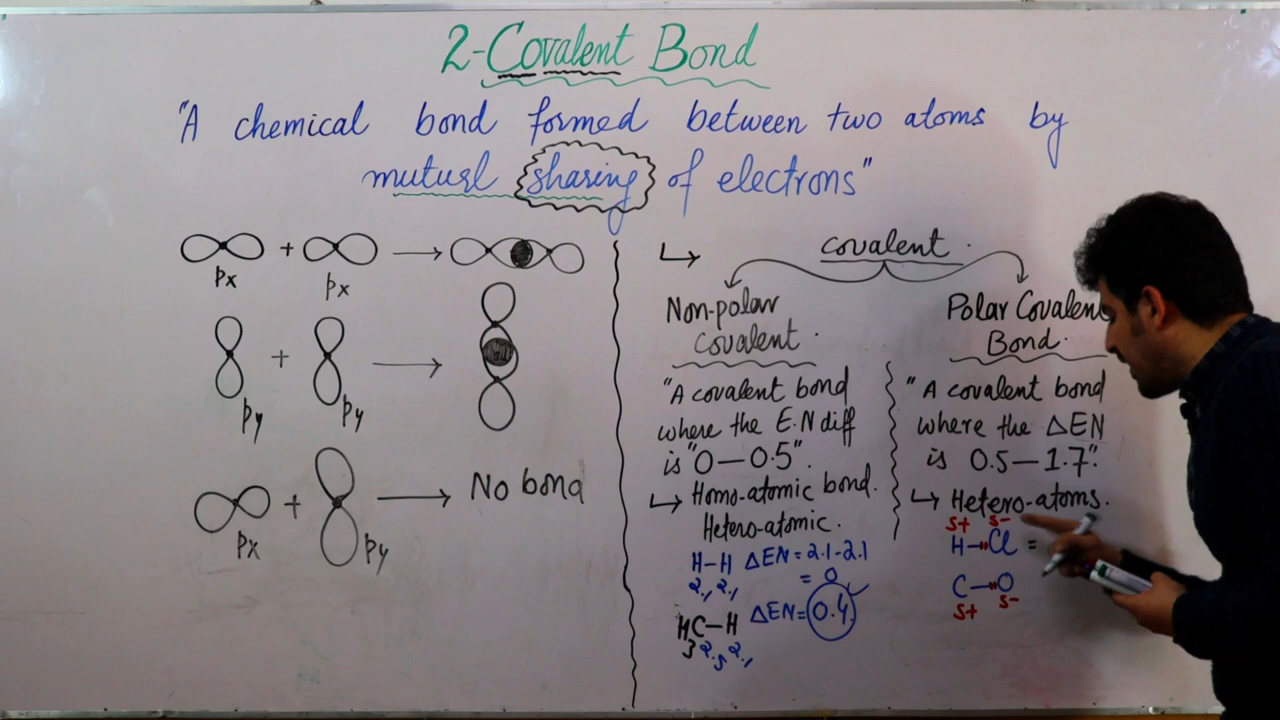 2-Covalent Bond
"A chemical bond formed between two atoms by
muturl sharing of electrons"
px + px →
py + py →
px + py → No bond
↳ covalent.
Non-polar
covalent.
"A covalent bond
where the E.N diff
is "0—0.5".
↳ Homo-atomic bond.
Hetero-atomic.
H-H ΔEN = 2.1-2.1
2.1, 2.1 = 0
H3C-H ΔEN = 0.4
2.5 2.1
Polar Covalen
Bond.
"A covalent bond
where the ΔEN
is 0.5—1.7".
↳ Hetero-atoms.
δ+ δ-
H-Cl =
C-O
δ+ δ-